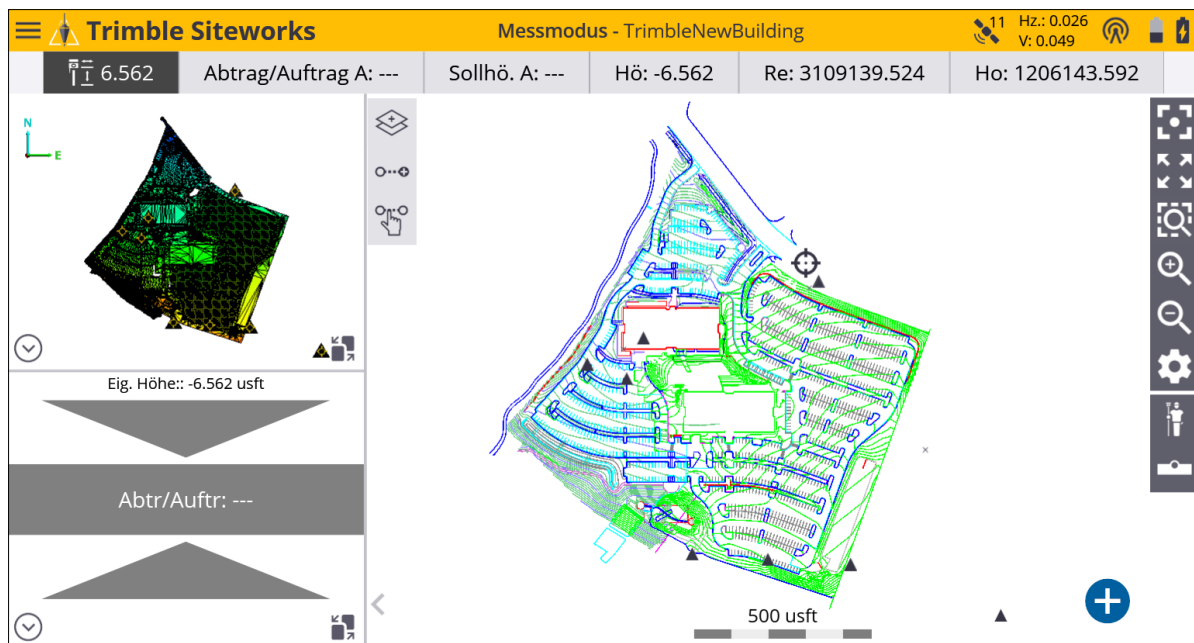 Trimble Siteworks
Messmodus - TrimbleNewBuilding
11
Hz.: 0.026
V: 0.049
6.562
Abtrag/Auftrag A: ---
Sollhö. A: ---
Hö: -6.562
Re: 3109139.524
Ho: 1206143.592
N
E
Eig. Höhe:: -6.562 usft
Abtr/Auftr: ---
500 usft